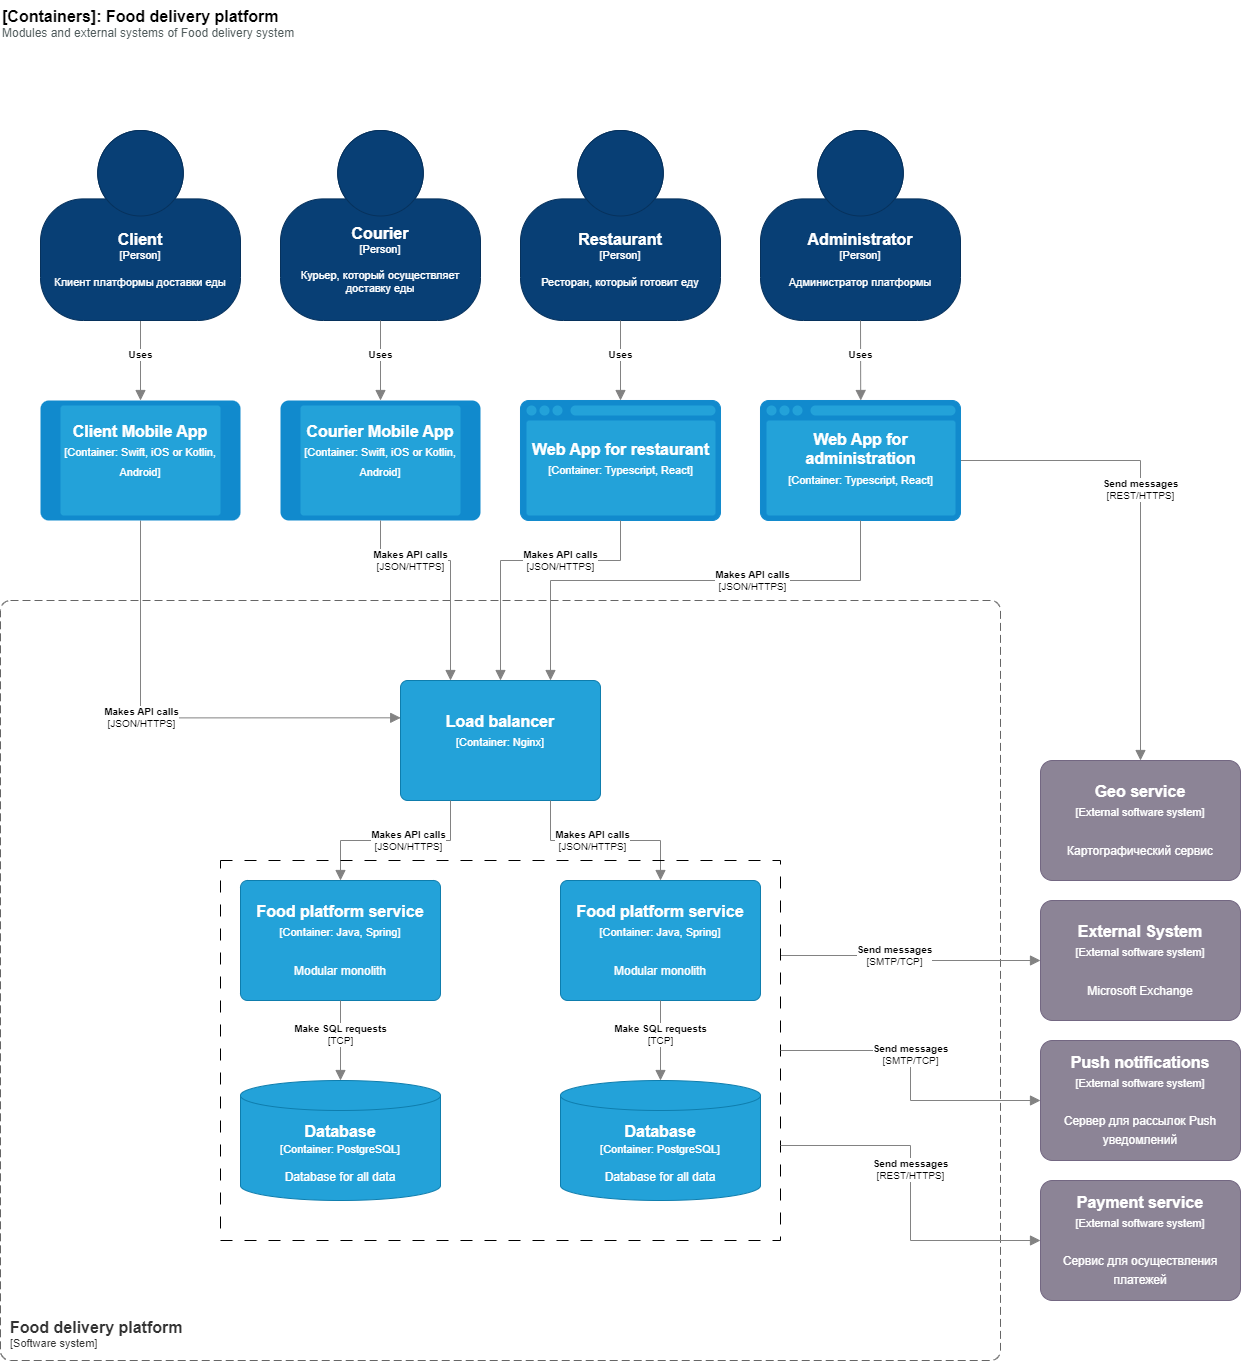 [Containers]: Food delivery platform
Modules and external systems of Food delivery system
Client
[Person]
Клиент платформы доставки еды
Courier
[Person]
Курьер, который осуществляет
доставку еды
Restaurant
[Person]
Ресторан, который готовит еду
Administrator
[Person]
Администратор платформы
Uses
Uses
Uses
Uses
Client Mobile App
[Container: Swift, iOS or Kotlin,
Android]
Courier Mobile App
[Container: Swift, iOS or Kotlin,
Android]
Web App for restaurant
[Container: Typescript, React]
Web App for
administration
[Container: Typescript, React]
Send messages
[REST/HTTPS]
Makes API calls
[JSON/HTTPS]
Makes API calls
[JSON/HTTPS]
Makes API calls
[JSON/HTTPS]
Makes API calls
[JSON/HTTPS]
Load balancer
[Container: Nginx]
Makes API calls
[JSON/HTTPS]
Makes API calls
[JSON/HTTPS]
Geo service
[External software system]
Картографический сервис
Food platform service
[Container: Java, Spring]
Modular monolith
Food platform service
[Container: Java, Spring]
Modular monolith
Send messages
[SMTP/TCP]
External System
[External software system]
Microsoft Exchange
Make SQL requests
[TCP]
Make SQL requests
[TCP]
Send messages
[SMTP/TCP]
Push notifications
[External software system]
Сервер для рассылок Push
уведомлений
Database
[Container: PostgreSQL]
Database for all data
Database
[Container: PostgreSQL]
Database for all data
Send messages
[REST/HTTPS]
Payment service
[External software system]
Сервис для осуществления
платежей
Food delivery platform
[Software system]